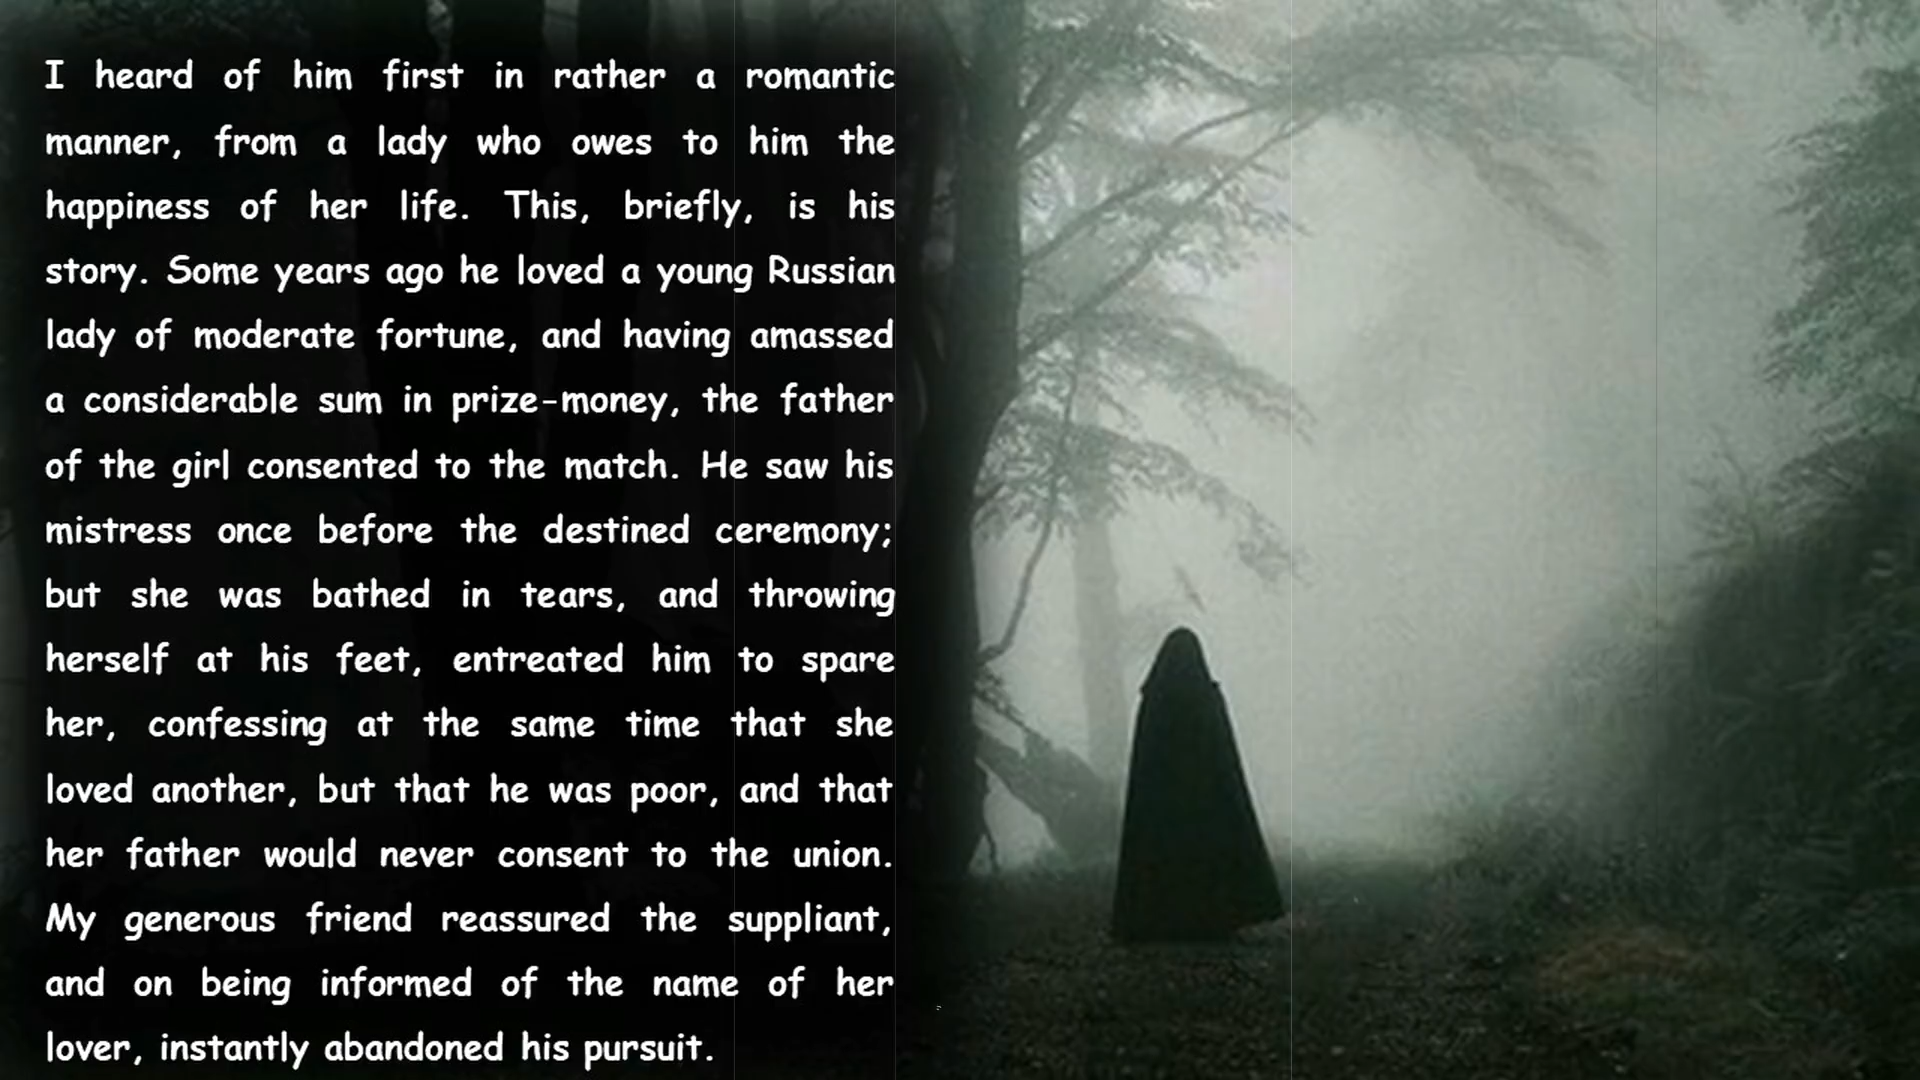 I heard of him first in rather a romantic
manner, from a lady who owes to him the
happiness of her life. This, briefly, is his
story. Some years ago he loved a young Russian
lady of moderate fortune, and having amassed
a considerable sum in prize-money, the father
of the girl consented to the match. He saw his
mistress once before the destined ceremony;
but she was bathed in tears, and throwing
herself at his feet, entreated him to spare
her, confessing at the same time that she
loved another, but that he was poor, and that
her father would never consent to the union.
My generous friend reassured the suppliant,
and on being informed of the name of her
lover, instantly abandoned his pursuit.